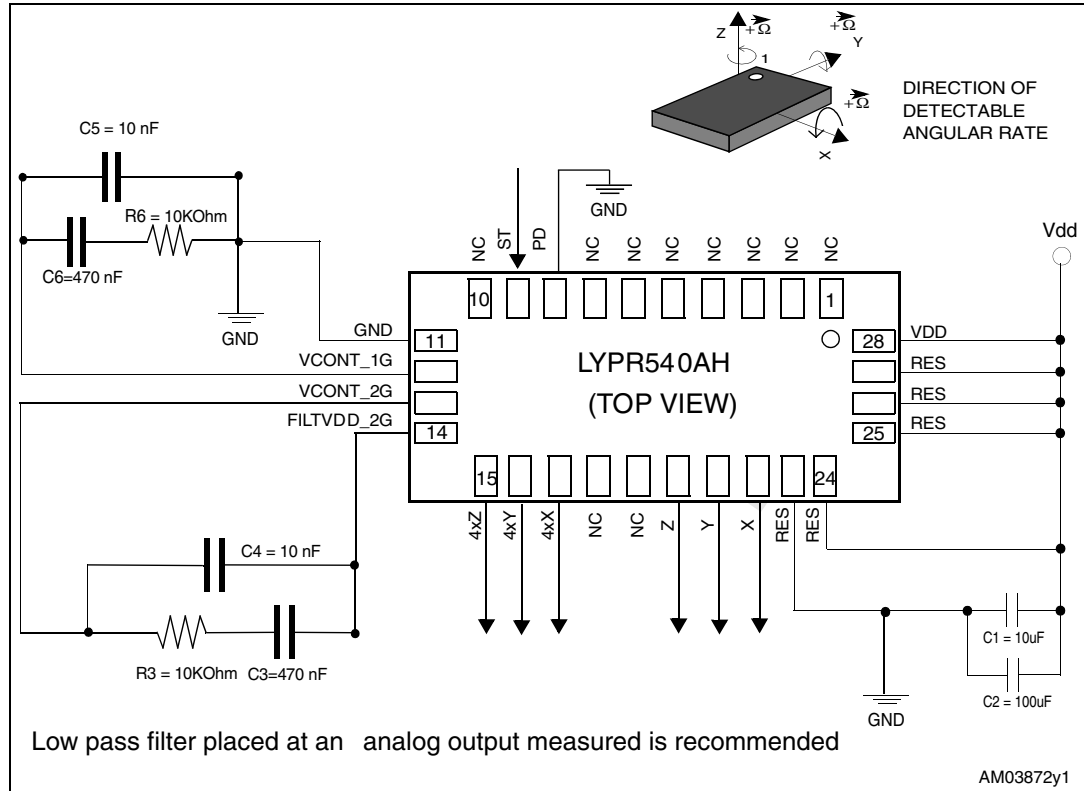 Z
+Ω
+Ω
1
Y
+Ω
X
DIRECTION OF
DETECTABLE
ANGULAR RATE
C5 = 10 nF
R6 = 10KOhm
C6=470 nF
GND
GND
Vdd
NC
ST
PD
NC
NC
NC
NC
NC
NC
NC
10
1
GND
11
VCONT_1G
VCONT_2G
FILTVDD_2G
14
LYPR540AH
(TOP VIEW)
28
VDD
RES
RES
25
RES
15
24
4xZ
4xY
4xX
NC
NC
Z
Y
X
RES
RES
C4 = 10 nF
R3 = 10KOhm
C3=470 nF
C1 = 10uF
C2 = 100uF
GND
Low pass filter placed at an analog output measured is recommended
AM03872y1